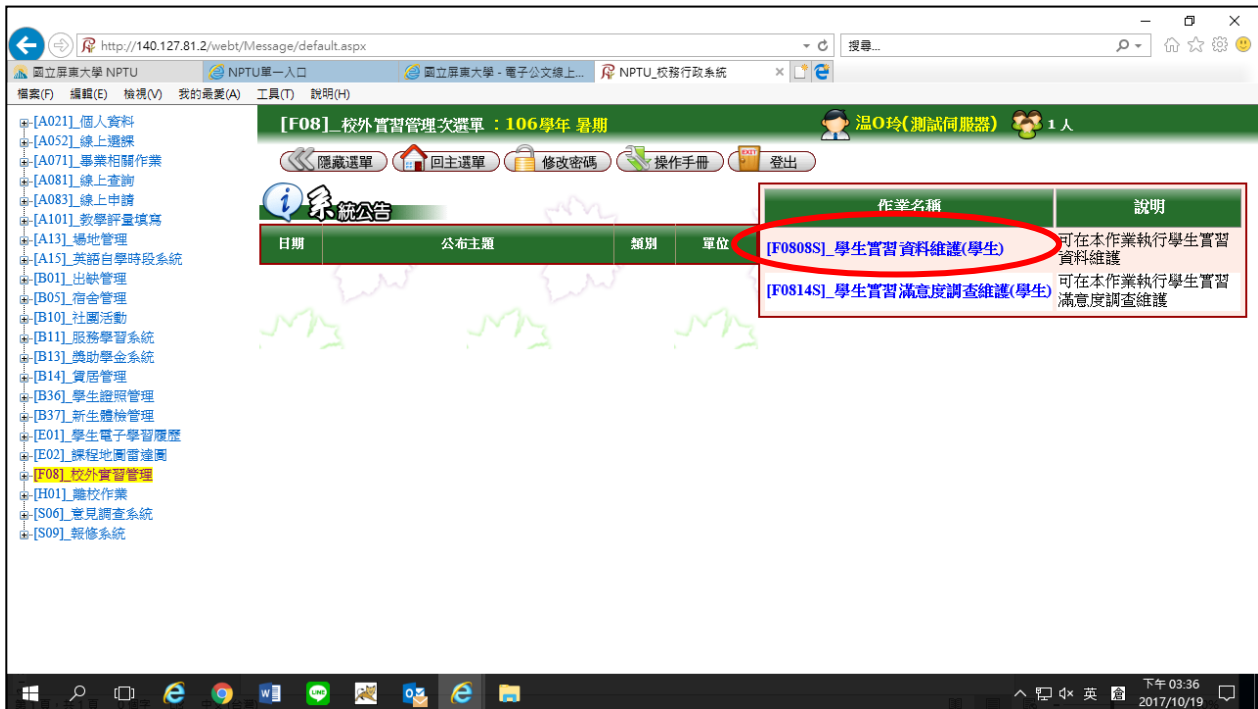 http://140.127.81.2/webt/Message/default.aspx
搜尋...
國立屏東大學 NPTU
NPTU單一入口
國立屏東大學 - 電子公文線上...
NPTU_校務行政系統
檔案(F) 編輯(E) 檢視(V) 我的最愛(A) 工具(T) 說明(H)
[A021]_個人資料
[A052]_線上選課
[A071]_畢業相關作業
[A081]_線上查詢
[A083]_線上申請
[A101]_教學評量填寫
[A13]_場地管理
[A15]_英語自學時段系統
[B01]_出缺管理
[B05]_宿舍管理
[B10]_社團活動
[B11]_服務學習系統
[B13]_獎助學金系統
[B14]_賃居管理
[B36]_學生證照管理
[B37]_新生體檢管理
[E01]_學生電子學習履歷
[E02]_課程地圖雷達圖
[F08]_校外實習管理
[H01]_離校作業
[S06]_意見調查系統
[S09]_報修系統
[F08]_校外實習管理次選單：106學年 暑期
温O玲(測試伺服器) 1 人
隱藏選單 回主選單 修改密碼 操作手冊 EXIT 登出
系統公告
日期 公布主題 類別 單位
作業名稱 說明
[F0808S]_學生實習資料維護(學生)
可在本作業執行學生實習
資料維護
[F0814S]_學生實習滿意度調查維護(學生)
可在本作業執行學生實習
滿意度調查維護
英 倉
下午 03:36
2017/10/19